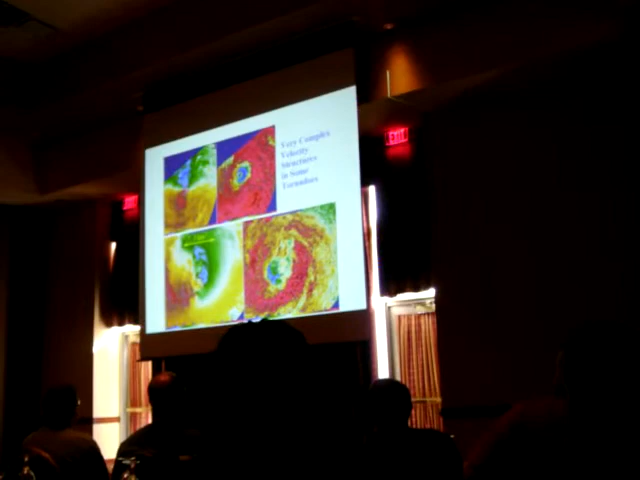 Very Complex
Velocity
Structures
in Some
Tornadoes
EXIT